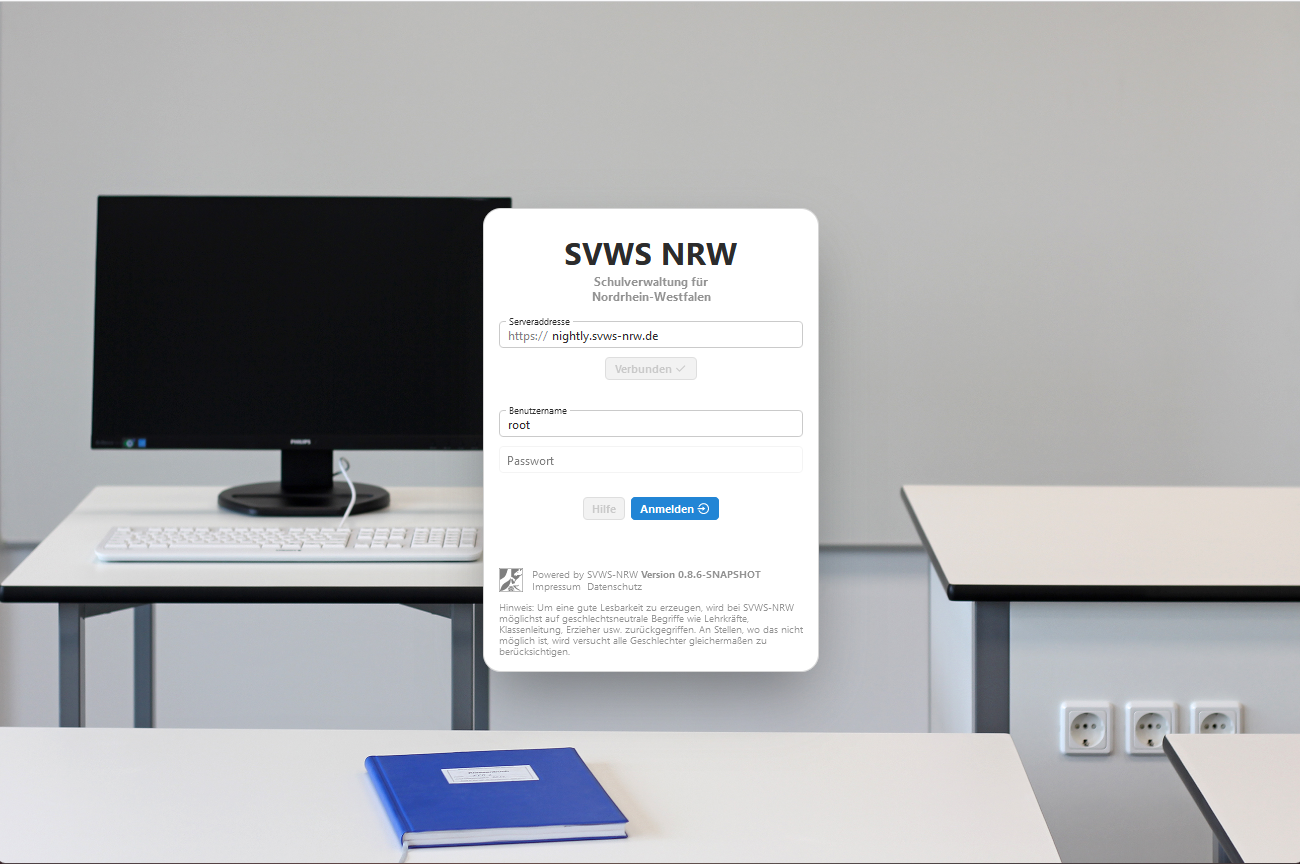 SVWS NRW
Schulverwaltung für
Nordrhein-Westfalen
Serveraddresse
https:// nightly.svws-nrw.de
Verbunden
Benutzername
root
Passwort
Hilfe Anmelden
Powered by SVWS-NRW Version 0.8.6-SNAPSHOT
Impressum Datenschutz
Hinweis: Um eine gute Lesbarkeit zu erzeugen, wird bei SVWS-NRW
möglichst auf geschlechtsneutrale Begriffe wie Lehrkräfte,
Klassenleitung, Erzieher usw. zurückgegriffen. An Stellen, wo das nicht
möglich ist, wird versucht alle Geschlechter gleichermaßen zu
berücksichtigen.
PHILIPS